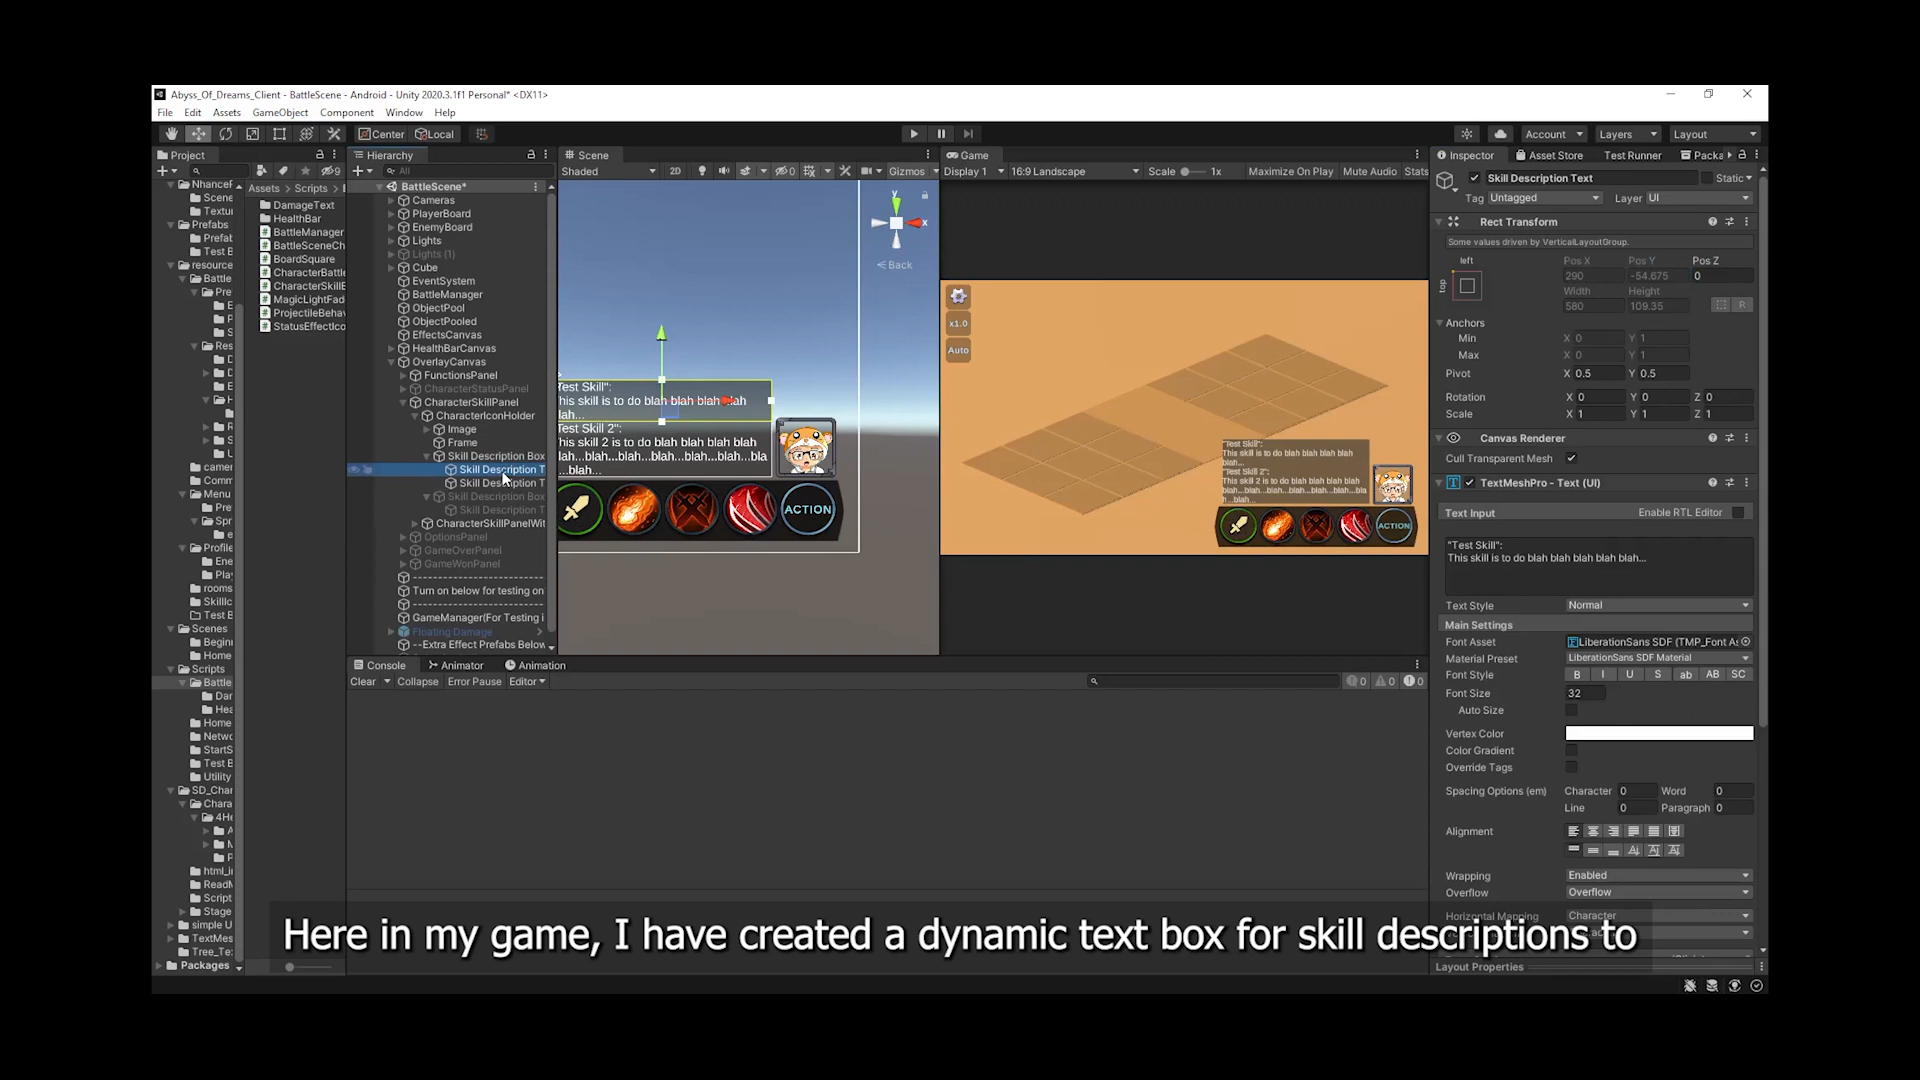 Abyss_Of_Dreams_Client - BattleScene - Android - Unity 2020.3.1f1 Personal* <DX11>
File Edit Assets GameObject Component Window Help
Center Local
Account Layers Layout
Project
NhanceF
Scene
Textur
Prefabs
Prefab
Test B
resource
Battle
Pre
E
F
S
Res
D
E
H
R
S
came
Comm
Menu
Pre
Spr
e
Profile
Ene
Play
rooms
SkillIc
Test B
Scenes
Beginr
Home
Scripts
Battle
Dar
Hea
Home
Netwo
StartS
Test B
Utility
SD_Char
Chara
4He
A
M
P
html_in
ReadM
Script
Stage
simple U
TextMes
Tree_Te
Packages
Assets > Scripts >
DamageText
HealthBar
BattleManager
BattleSceneCh
BoardSquare
CharacterBattle
CharacterSkillE
MagicLightFad
ProjectileBehav
StatusEffectIco
Hierarchy
All
BattleScene*
Cameras
PlayerBoard
EnemyBoard
Lights
Lights (1)
Cube
EventSystem
BattleManager
ObjectPool
ObjectPooled
EffectsCanvas
HealthBarCanvas
OverlayCanvas
FunctionsPanel
CharacterStatusPanel
CharacterSkillPanel
CharacterIconHolder
Image
Frame
Skill Description Box
Skill Description T
Skill Description T
Skill Description Box
Skill Description T
CharacterSkillPanelWit
OptionsPanel
GameOverPanel
GameWonPanel
Turn on below for testing on
GameManager(For Testing i
Floating Damage
--Extra Effect Prefabs Below
Scene
Shaded 2D 0 Gizmos
y
x
Back
Test Skill":
his skill is to do blah blah blah blah
lah...
Test Skill 2":
his skill 2 is to do blah blah blah blah
lah...blah...blah...blah...blah...blah...bla
...blah...
ACTION
Game
Display 1 16:9 Landscape Scale 1x Maximize On Play Mute Audio Stats
x1.0
Auto
"Test Skill":
This skill is to do blah blah blah blah
blah...
"Test Skill 2":
This skill 2 is to do blah blah blah blah
blah...blah...blah...blah...blah...blah...bla
h...blah...
ACTION
Console Animator Animation
Clear Collapse Error Pause Editor
0 0 0
Inspector Asset Store Test Runner Packa
Skill Description Text Static
Tag Untagged Layer UI
Rect Transform
Some values driven by VerticalLayoutGroup.
left
top
Pos X Pos Y Pos Z
290 -54.675 0
Width Height
580 109.35
R
Anchors
Min X 0 Y 1
Max X 0 Y 1
Pivot X 0.5 Y 0.5
Rotation X 0 Y 0 Z 0
Scale X 1 Y 1 Z 1
Canvas Renderer
Cull Transparent Mesh
TextMeshPro - Text (UI)
Text Input Enable RTL Editor
"Test Skill":
This skill is to do blah blah blah blah blah...
Text Style Normal
Main Settings
Font Asset LiberationSans SDF (TMP_Font As
Material Preset LiberationSans SDF Material
Font Style B I U S ab AB SC
Font Size 32
Auto Size
Vertex Color
Color Gradient
Override Tags
Spacing Options (em) Character 0 Word 0
Line 0 Paragraph 0
Alignment
Wrapping Enabled
Overflow Overflow
Horizontal Mapping Character
Layout Properties
Here in my game, I have created a dynamic text box for skill descriptions to